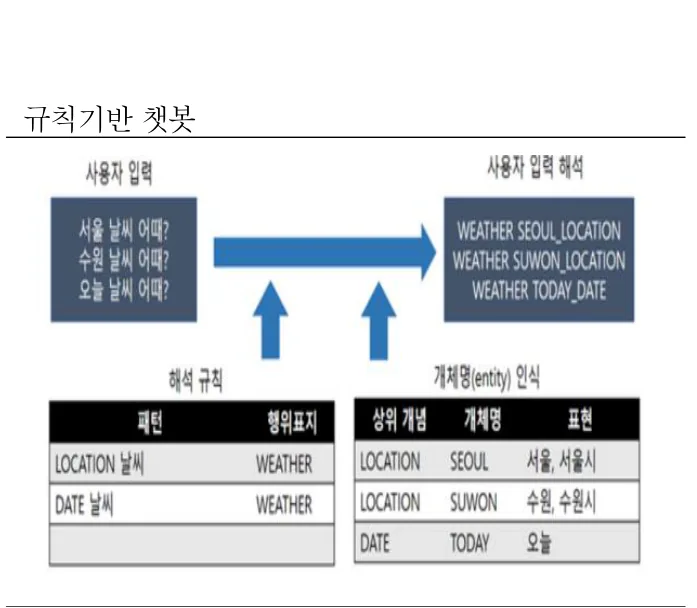 규칙기반 챗봇
사용자 입력
서울 날씨 어때?
수원 날씨 어때?
오늘 날씨 어때?
사용자 입력 해석
WEATHER SEOUL_LOCATION
WEATHER SUWON_LOCATION
WEATHER TODAY_DATE
해석 규칙
패턴 행위표지
LOCATION 날씨 WEATHER
DATE 날씨 WEATHER
개체명(entity) 인식
상위 개념 개체명 표현
LOCATION SEOUL 서울, 서울시
LOCATION SUWON 수원, 수원시
DATE TODAY 오늘